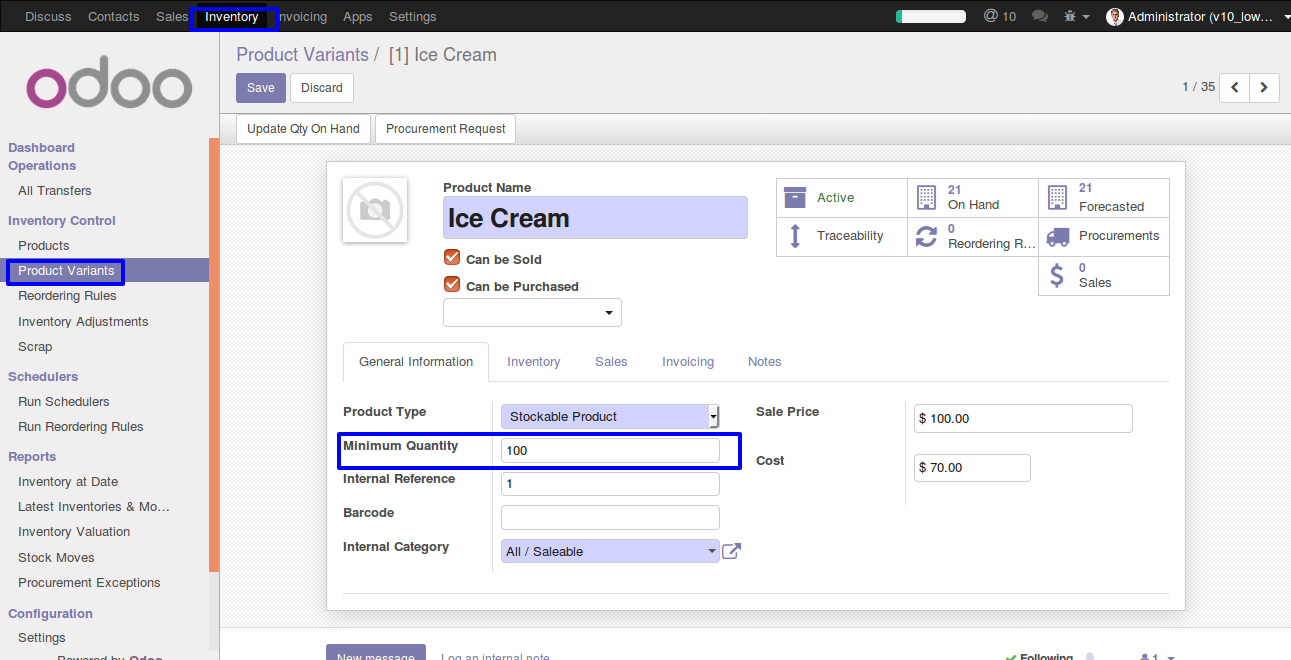 Discuss Contacts Sales Inventory Invoicing Apps Settings @ 10 Administrator (v10_low...
odoo
Product Variants / [1] Ice Cream
Save Discard
1 / 35
Update Qty On Hand Procurement Request
Dashboard
Operations
All Transfers
Inventory Control
Products
Product Variants
Reordering Rules
Inventory Adjustments
Scrap
Schedulers
Run Schedulers
Run Reordering Rules
Reports
Inventory at Date
Latest Inventories & Mo...
Inventory Valuation
Stock Moves
Procurement Exceptions
Configuration
Settings
Powered by Odoo
Product Name
Ice Cream
Can be Sold
Can be Purchased
Active
21
On Hand
21
Forecasted
Traceability
0
Reordering R...
Procurements
0
Sales
General Information Inventory Sales Invoicing Notes
Product Type Stockable Product
Minimum Quantity 100
Internal Reference 1
Barcode
Internal Category All / Saleable
Sale Price $ 100.00
Cost $ 70.00
New message Log an internal note Following 1